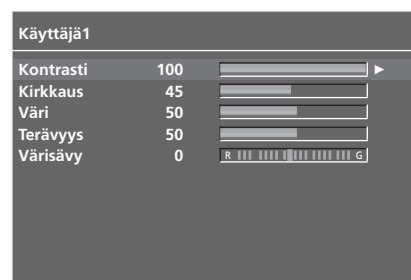 Käyttäjä1
Kontrasti 100
Kirkkaus 45
Väri 50
Terävyys 50
Värisävy 0 R G